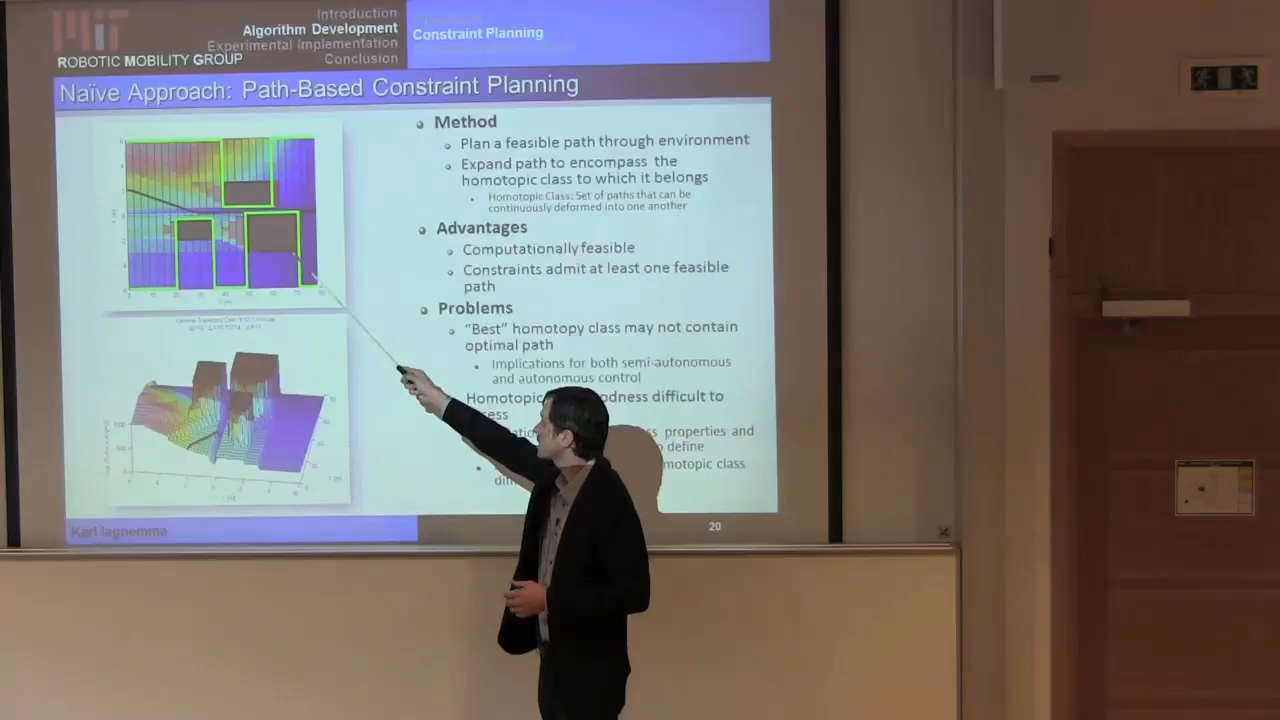 MIT
ROBOTIC MOBILITY GROUP
Introduction
Algorithm Development
Experimental Implementation
Conclusion
Constraint Planning
Naïve Approach: Path-Based Constraint Planning
Method
Plan a feasible path through environment
Expand path to encompass the
homotopic class to which it belongs
Homotopic Class: Set of paths that can be
continuously deformed into one another
Advantages
Computationally feasible
Constraints admit at least one feasible
path
Problems
"Best" homotopy class may not contain
optimal path
Implications for both semi-autonomous
and autonomous control
Homotopic
difficult to
properties and
define
class
Karl Iagnemma
20